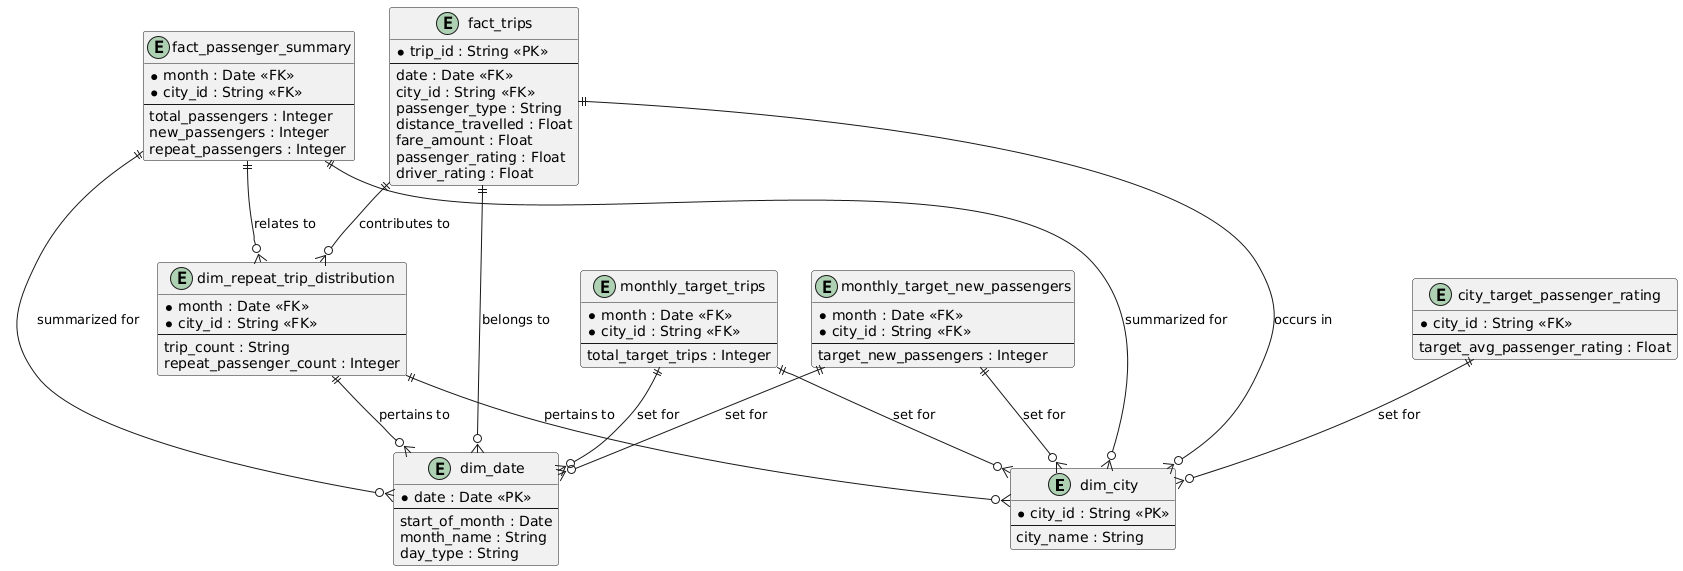 E fact_trips
* trip_id : String «PK»
date : Date «FK»
city_id : String «FK»
passenger_type : String
distance_travelled : Float
fare_amount : Float
passenger_rating : Float
driver_rating : Float
E fact_passenger_summary
* month : Date «FK»
* city_id : String «FK»
total_passengers : Integer
new_passengers : Integer
repeat_passengers : Integer
relates to
contributes to
E dim_repeat_trip_distribution
* month : Date «FK»
* city_id : String «FK»
trip_count : String
repeat_passenger_count : Integer
E monthly_target_trips
* month : Date «FK»
* city_id : String «FK»
total_target_trips : Integer
E monthly_target_new_passengers
* month : Date «FK»
* city_id : String «FK»
target_new_passengers : Integer
E city_target_passenger_rating
* city_id : String «FK»
target_avg_passenger_rating : Float
summarized for
belongs to
summarized for
occurs in
pertains to
pertains to
set for
set for
set for
set for
set for
E dim_date
* date : Date «PK»
start_of_month : Date
month_name : String
day_type : String
E dim_city
* city_id : String «PK»
city_name : String